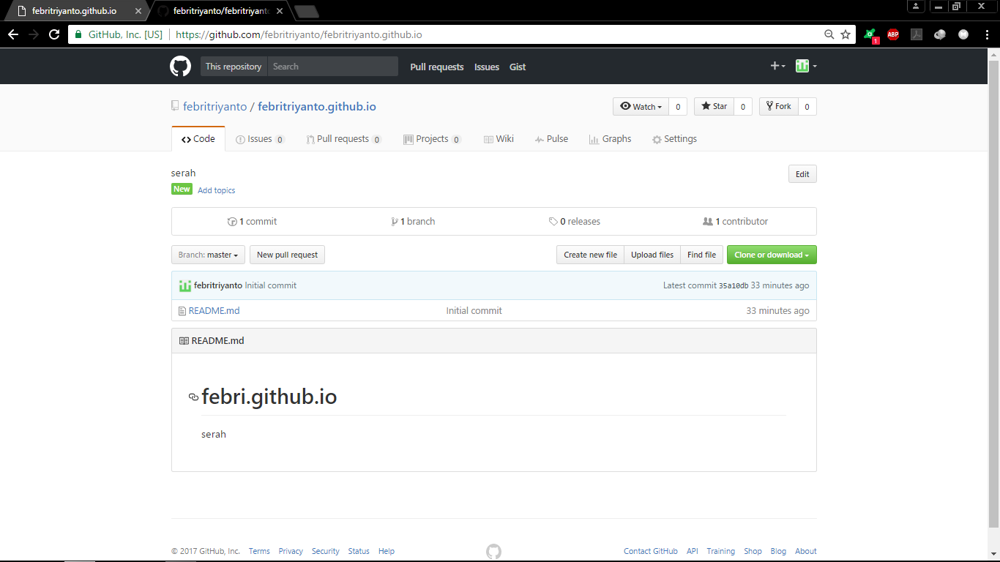 febritriyanto.github.io febritriyanto/febritriyanto
GitHub, Inc. [US] https://github.com/febritriyanto/febritriyanto.github.io 1 ABP
This repository Search Pull requests Issues Gist
febritriyanto / febritriyanto.github.io Watch 0 Star 0 Fork 0
Code Issues 0 Pull requests 0 Projects 0 Wiki Pulse Graphs Settings
serah Edit
New Add topics
1 commit 1 branch 0 releases 1 contributor
Branch: master New pull request Create new file Upload files Find file Clone or download
febritriyanto Initial commit Latest commit 35a10db 33 minutes ago
README.md Initial commit 33 minutes ago
README.md
febri.github.io
serah
© 2017 GitHub, Inc. Terms Privacy Security Status Help Contact GitHub API Training Shop Blog About